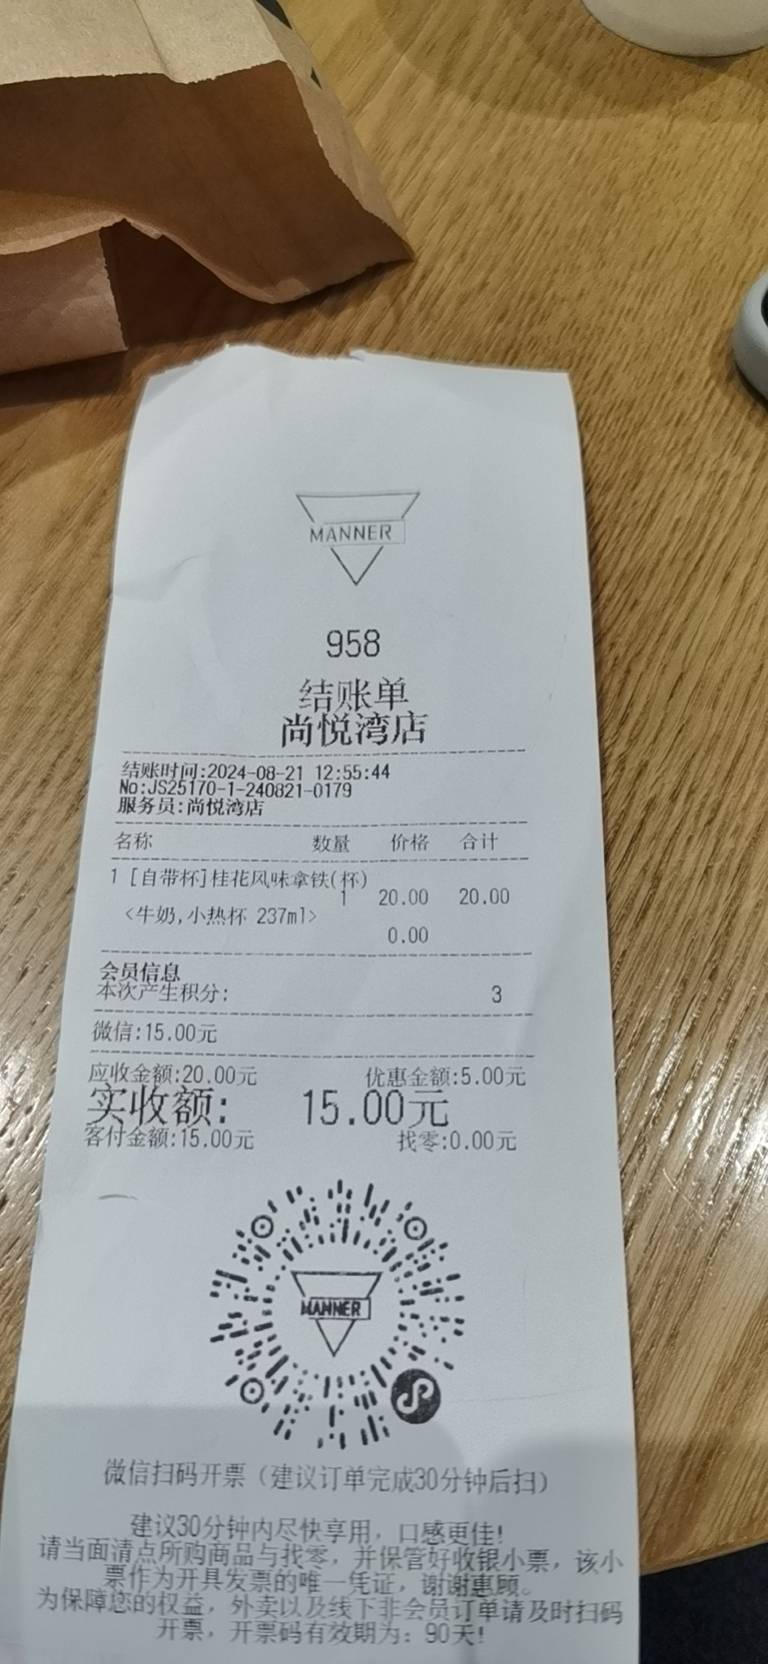 MANNER
958
结账单
尚悦湾店
结账时间:2024-08-21 12:55:44
No:JS25170-1-240821-0179
服务员:尚悦湾店
名称 数量 价格 合计
1 [自带杯]桂花风味拿铁(杯)
1 20.00 20.00
<牛奶,小热杯 237ml>
0.00
会员信息
本次产生积分: 3
微信:15.00元
应收金额:20.00元 优惠金额:5.00元
实收额: 15.00元
客付金额:15.00元 找零:0.00元
MANNER
微信扫码开票（建议订单完成30分钟后扫）
建议30分钟内尽快享用，口感更佳!
请当面清点所购商品与找零，并保管好收银小票，该小
票作为开具发票的唯一凭证，谢谢惠顾。
为保障您的权益，外卖以及线下非会员订单请及时扫码
开票，开票码有效期为：90天!